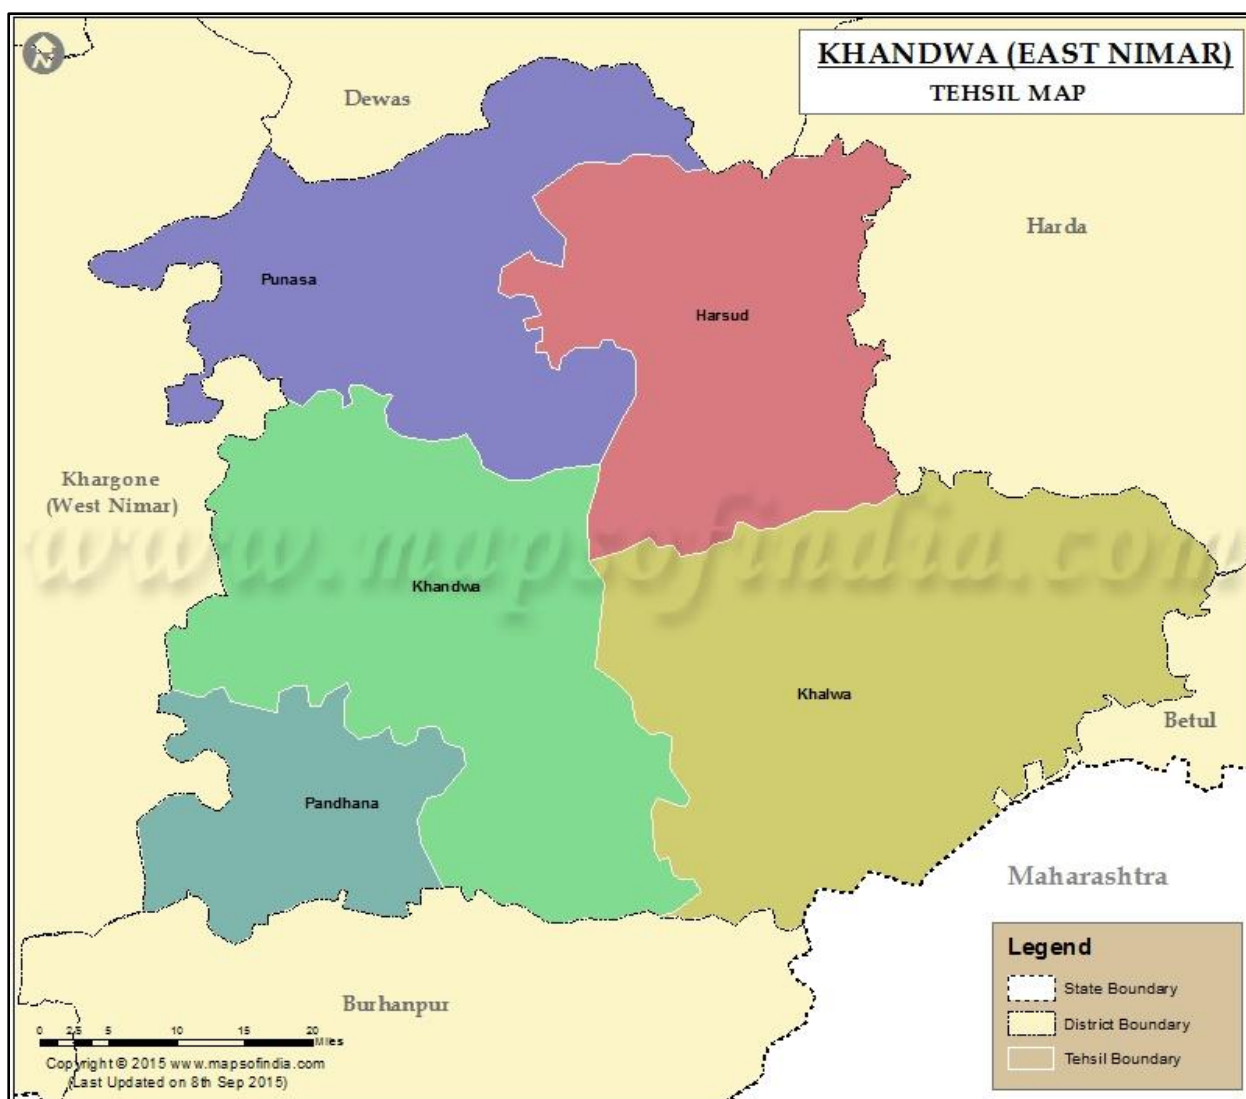 KHANDWA (EAST NIMAR)
TEHSIL MAP
N
Dewas
Harda
Punasa
Harsud
Khargone
(West Nimar)
www.mapsofindia.com
Khandwa
Khalwa
Betul
Pandhana
Maharashtra
Burhanpur
Legend
State Boundary
District Boundary
Tehsil Boundary
0 2.5 5 10 15 20
Miles
Copyright © 2015 www.mapsofindia.com
(Last Updated on 8th Sep 2015)